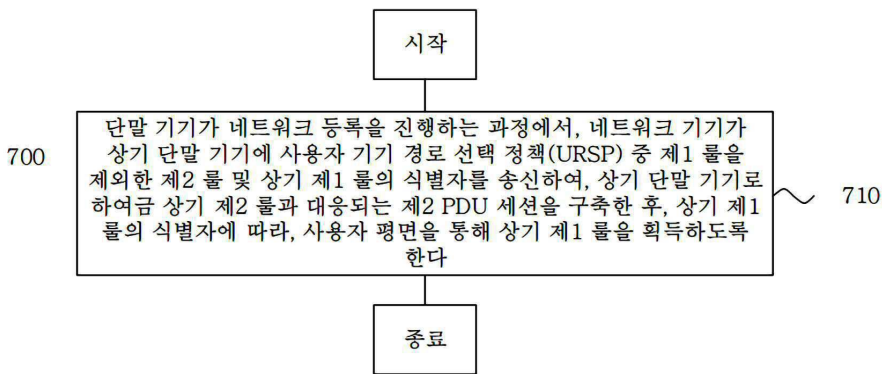 시작
단말 기기가 네트워크 등록을 진행하는 과정에서, 네트워크 기기가
700
상기 단말 기기에 사용자 기기 경로 선택 정책(URSP) 중 제1 룰을
제외한 제2 룰 및 상기 제1 룰의 식별자를 송신하여, 상기 단말 기기로
710
하여금 상기 제2 룰과 대응되는 제2 PDU 세션을 구축한 후, 상기 제1
룰의 식별자에 따라, 사용자 평면을 통해 상기 제1 룰을 획득하도록
한다
종료